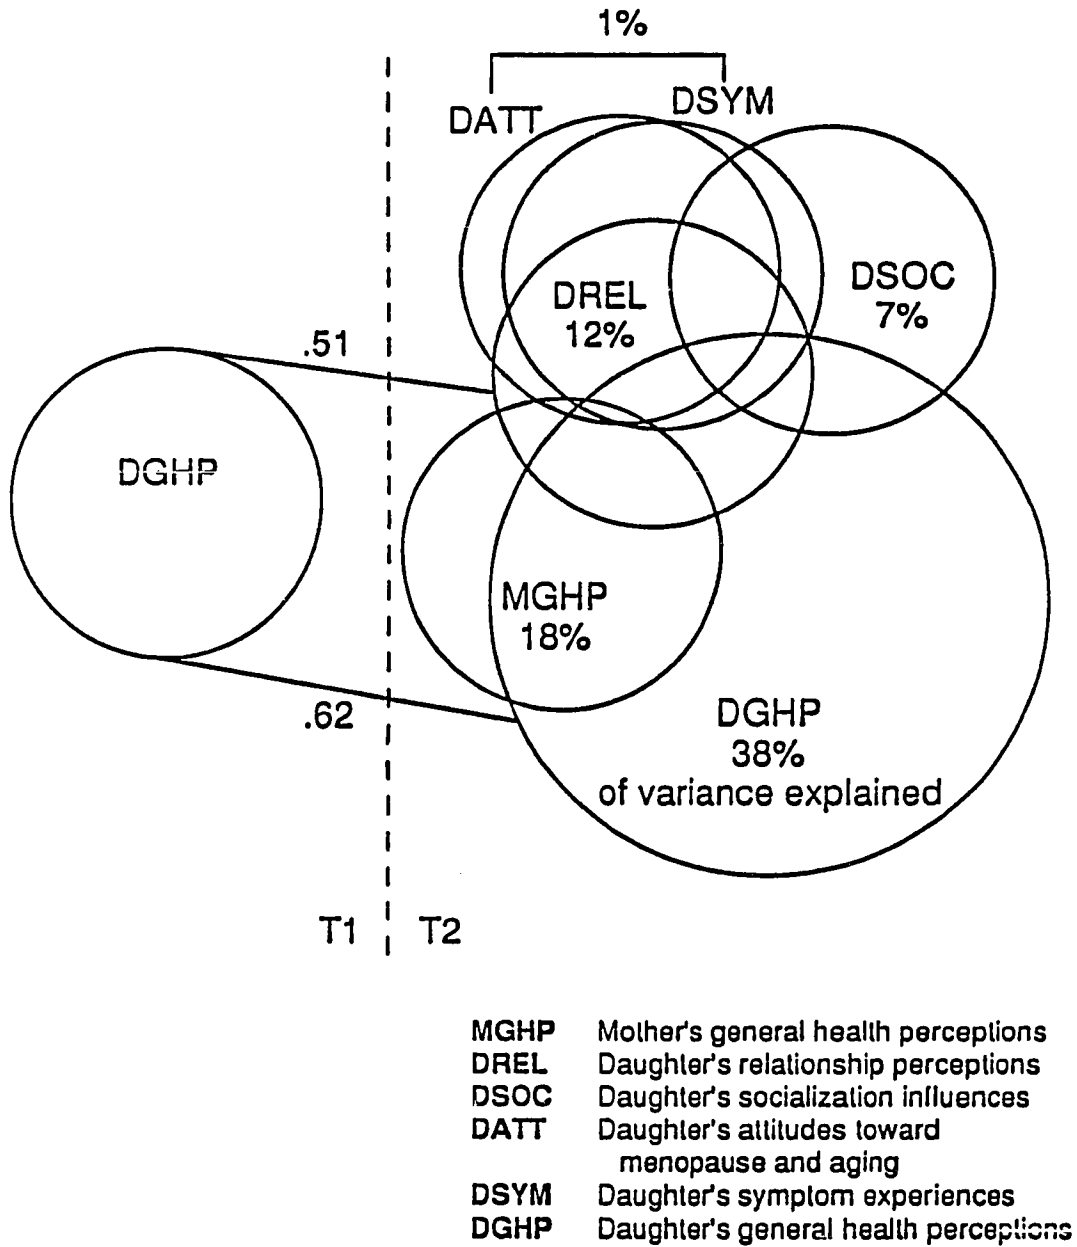 1%
DATT
DSYM
DREL
12%
DSOC
7%
.51
DGHP
MGHP
18%
.62
DGHP
38%
of variance explained
T1
T2
MGHP Mother's general health perceptions
DREL Daughter's relationship perceptions
DSOC Daughter's socialization influences
DATT Daughter's attitudes toward
menopause and aging
DSYM Daughter's symptom experiences
DGHP Daughter's general health perceptions